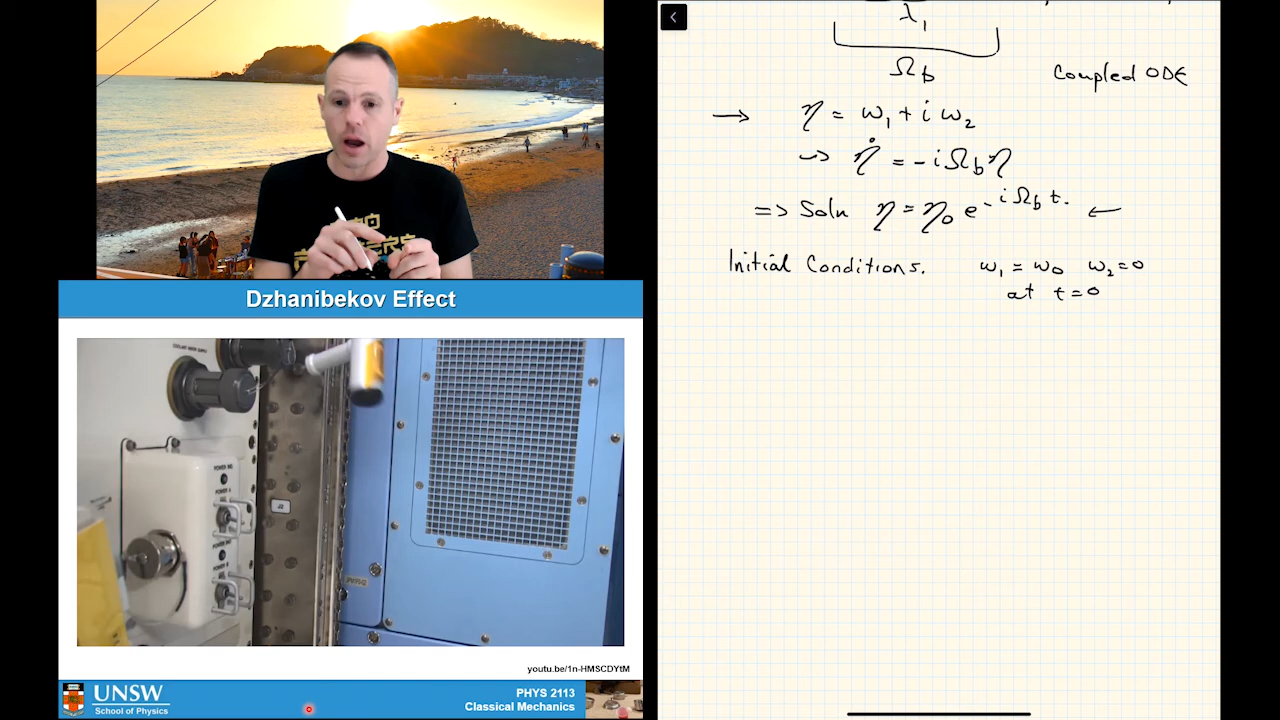 λ₁
Ω_b
Coupled ODE
→ η = ω₁ + i ω₂
→ η̇ = -i Ω_b η
=> Soln η = η₀ e^{-iΩ_b t}. ←
Initial Conditions. ω₁ = ω₀ ω₂ = 0
at t = 0
Dzhanibekov Effect
youtu.be/1n-HMSCDYtM
UNSW
School of Physics
PHYS 2113
Classical Mechanics